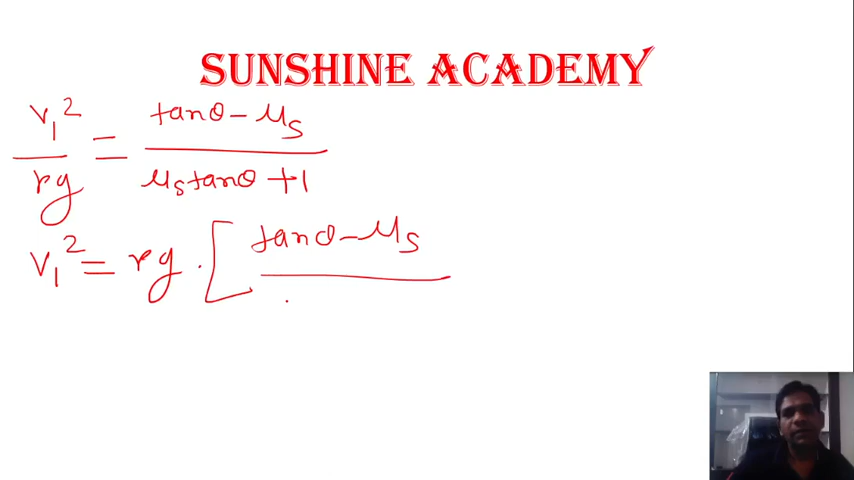 SUNSHINE ACADEMY
v₁²/rg = tanθ - μs/μs tanθ + 1
v₁² = rg . [tanθ - μs/